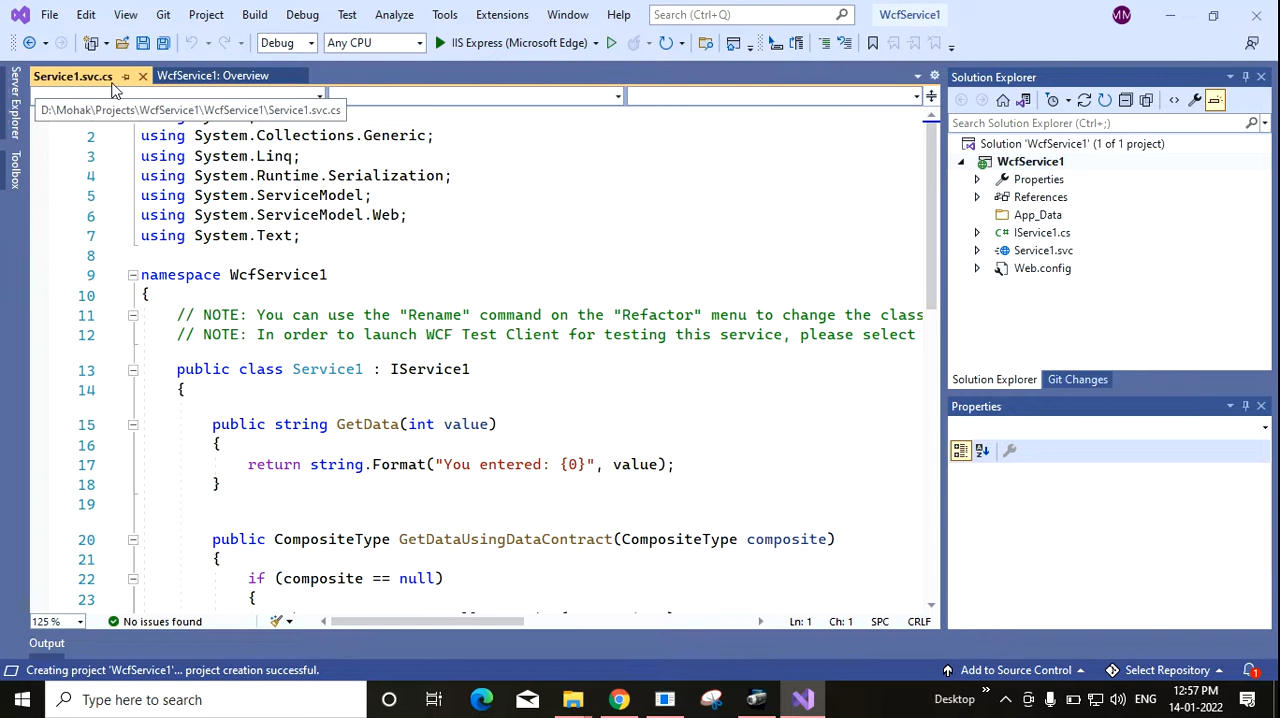 File Edit View Git Project Build Debug Test Analyze Tools Extensions Window Help Search (Ctrl+Q) WcfService1 MM
Debug Any CPU IIS Express (Microsoft Edge)
Server Explorer
Toolbox
Service1.svc.cs WcfService1: Overview
D:\Mohak\Projects\WcfService1\WcfService1\Service1.svc.cs
2 using System.Collections.Generic;
3 using System.Linq;
4 using System.Runtime.Serialization;
5 using System.ServiceModel;
6 using System.ServiceModel.Web;
7 using System.Text;
8
9 namespace WcfService1
10 {
11 // NOTE: You can use the "Rename" command on the "Refactor" menu to change the class
12 // NOTE: In order to launch WCF Test Client for testing this service, please select
13 public class Service1 : IService1
14 {
15 public string GetData(int value)
16 {
17 return string.Format("You entered: {0}", value);
18 }
19
20 public CompositeType GetDataUsingDataContract(CompositeType composite)
21 {
22 if (composite == null)
23 {
125 % No issues found Ln: 1 Ch: 1 SPC CRLF
Output
Solution Explorer
Search Solution Explorer (Ctrl+;)
Solution 'WcfService1' (1 of 1 project)
WcfService1
Properties
References
App_Data
C# IService1.cs
Service1.svc
Web.config
Solution Explorer Git Changes
Properties
Creating project 'WcfService1'... project creation successful. Add to Source Control Select Repository 1
Type here to search
Desktop ENG 12:57 PM
14-01-2022